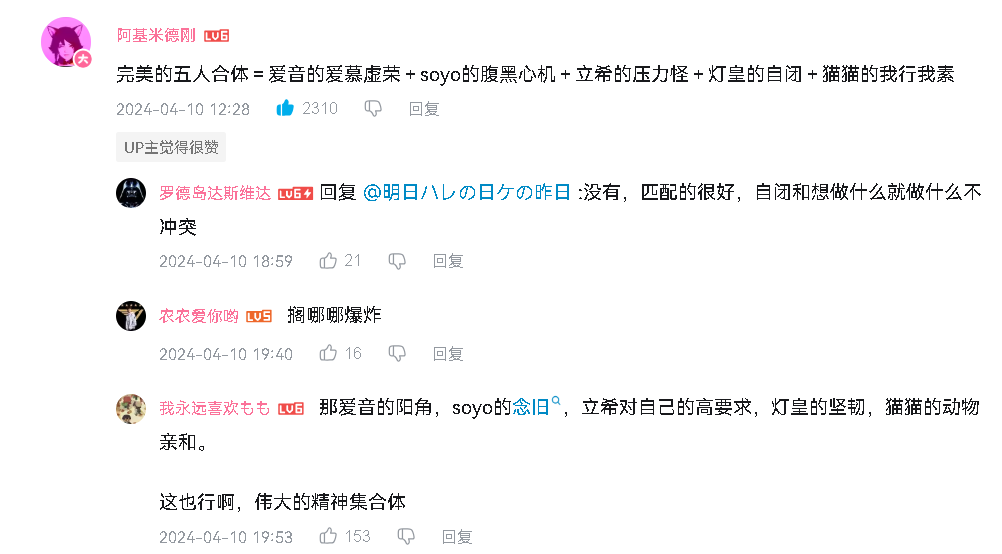 阿基米德刚 LV6
完美的五人合体＝爱音的爱慕虚荣＋soyo的腹黑心机＋立希的压力怪＋灯皇的自闭＋猫猫的我行我素
2024-04-10 12:28 2310 回复
UP主觉得很赞
罗德岛达斯维达 LV6 回复 @明日ハレの日ケの昨日 :没有，匹配的很好，自闭和想做什么就做什么不
冲突
2024-04-10 18:59 21 回复
农农爱你哟 LV5 搁哪哪爆炸
2024-04-10 19:40 16 回复
我永远喜欢もも LV6 那爱音的阳角，soyo的念旧，立希对自己的高要求，灯皇的坚韧，猫猫的动物
亲和。
这也行啊，伟大的精神集合体
2024-04-10 19:53 153 回复